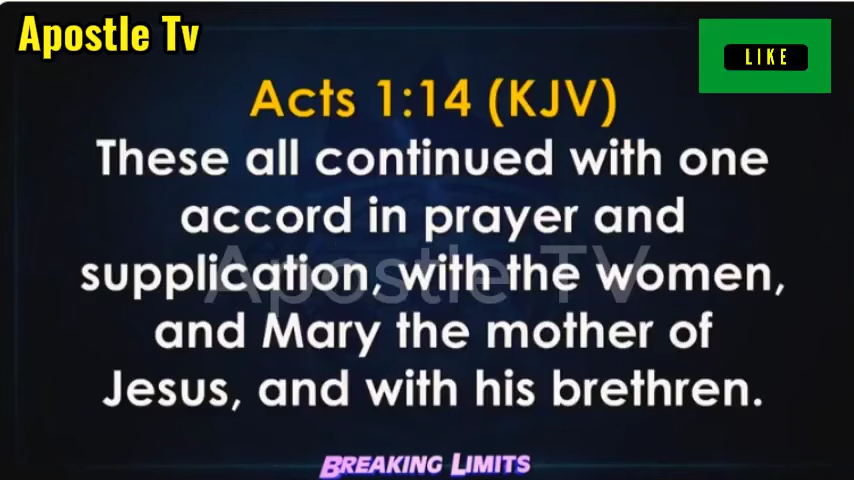 Apostle Tv
LIKE
Acts 1:14 (KJV)
These all continued with one
accord in prayer and
supplication, with the women,
and Mary the mother of
Jesus, and with his brethren.
Apostle TV
BREAKING LIMITS